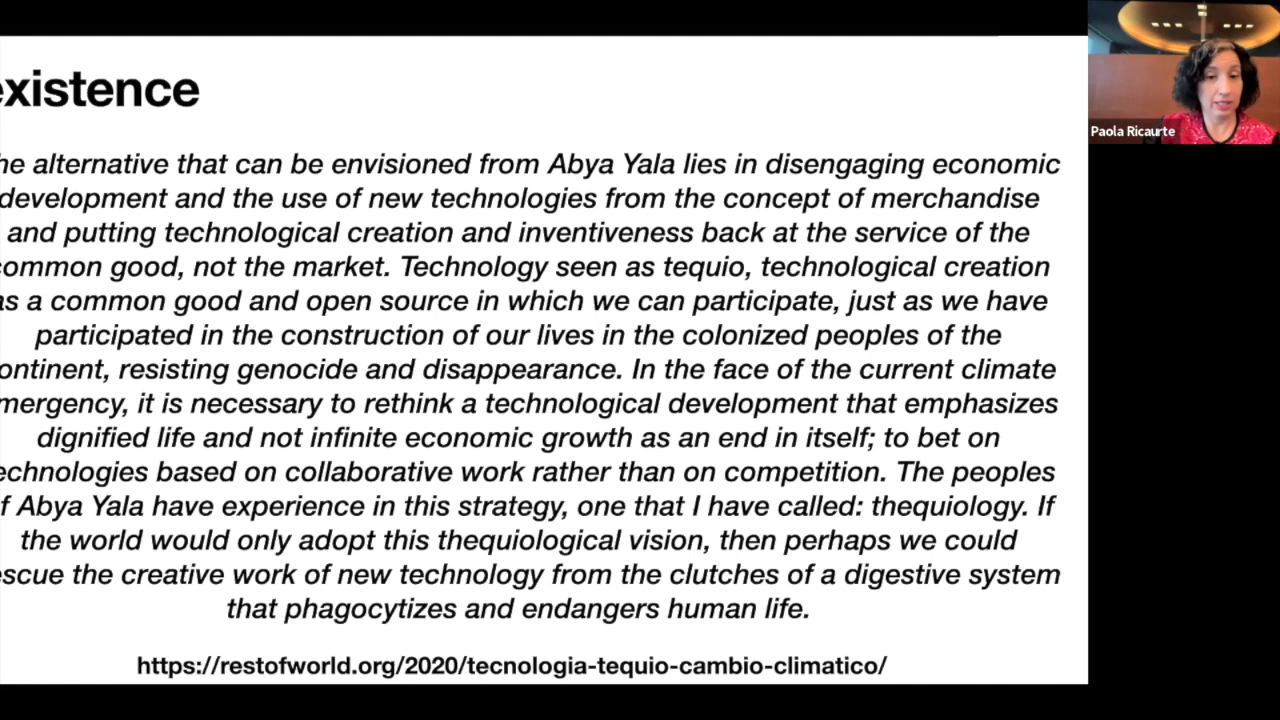 existence
he alternative that can be envisioned from Abya Yala lies in disengaging economic
development and the use of new technologies from the concept of merchandise
and putting technological creation and inventiveness back at the service of the
common good, not the market. Technology seen as tequio, technological creation
as a common good and open source in which we can participate, just as we have
participated in the construction of our lives in the colonized peoples of the
ontinent, resisting genocide and disappearance. In the face of the current climate
mergency, it is necessary to rethink a technological development that emphasizes
dignified life and not infinite economic growth as an end in itself; to bet on
echnologies based on collaborative work rather than on competition. The peoples
f Abya Yala have experience in this strategy, one that I have called: thequiology. If
the world would only adopt this thequiological vision, then perhaps we could
escue the creative work of new technology from the clutches of a digestive system
that phagocytizes and endangers human life.
https://restofworld.org/2020/tecnologia-tequio-cambio-climatico/
Paola Ricaurte